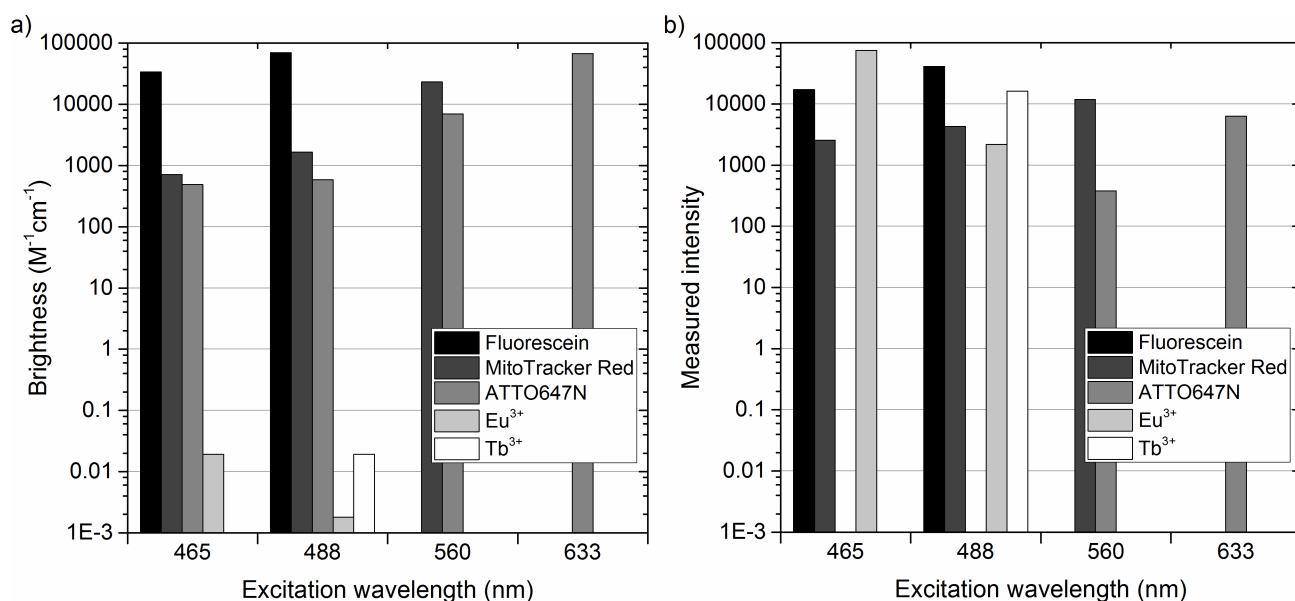 a)
Brightness (M⁻¹cm⁻¹)
100000
10000
1000
100
10
1
0.1
0.01
1E-3
Fluorescein
MitoTracker Red
ATTO647N
Eu³⁺
Tb³⁺
465 488 560 633
Excitation wavelength (nm)
b)
Measured intensity
100000
10000
1000
100
10
1
0.1
0.01
1E-3
Fluorescein
MitoTracker Red
ATTO647N
Eu³⁺
Tb³⁺
465 488 560 633
Excitation wavelength (nm)